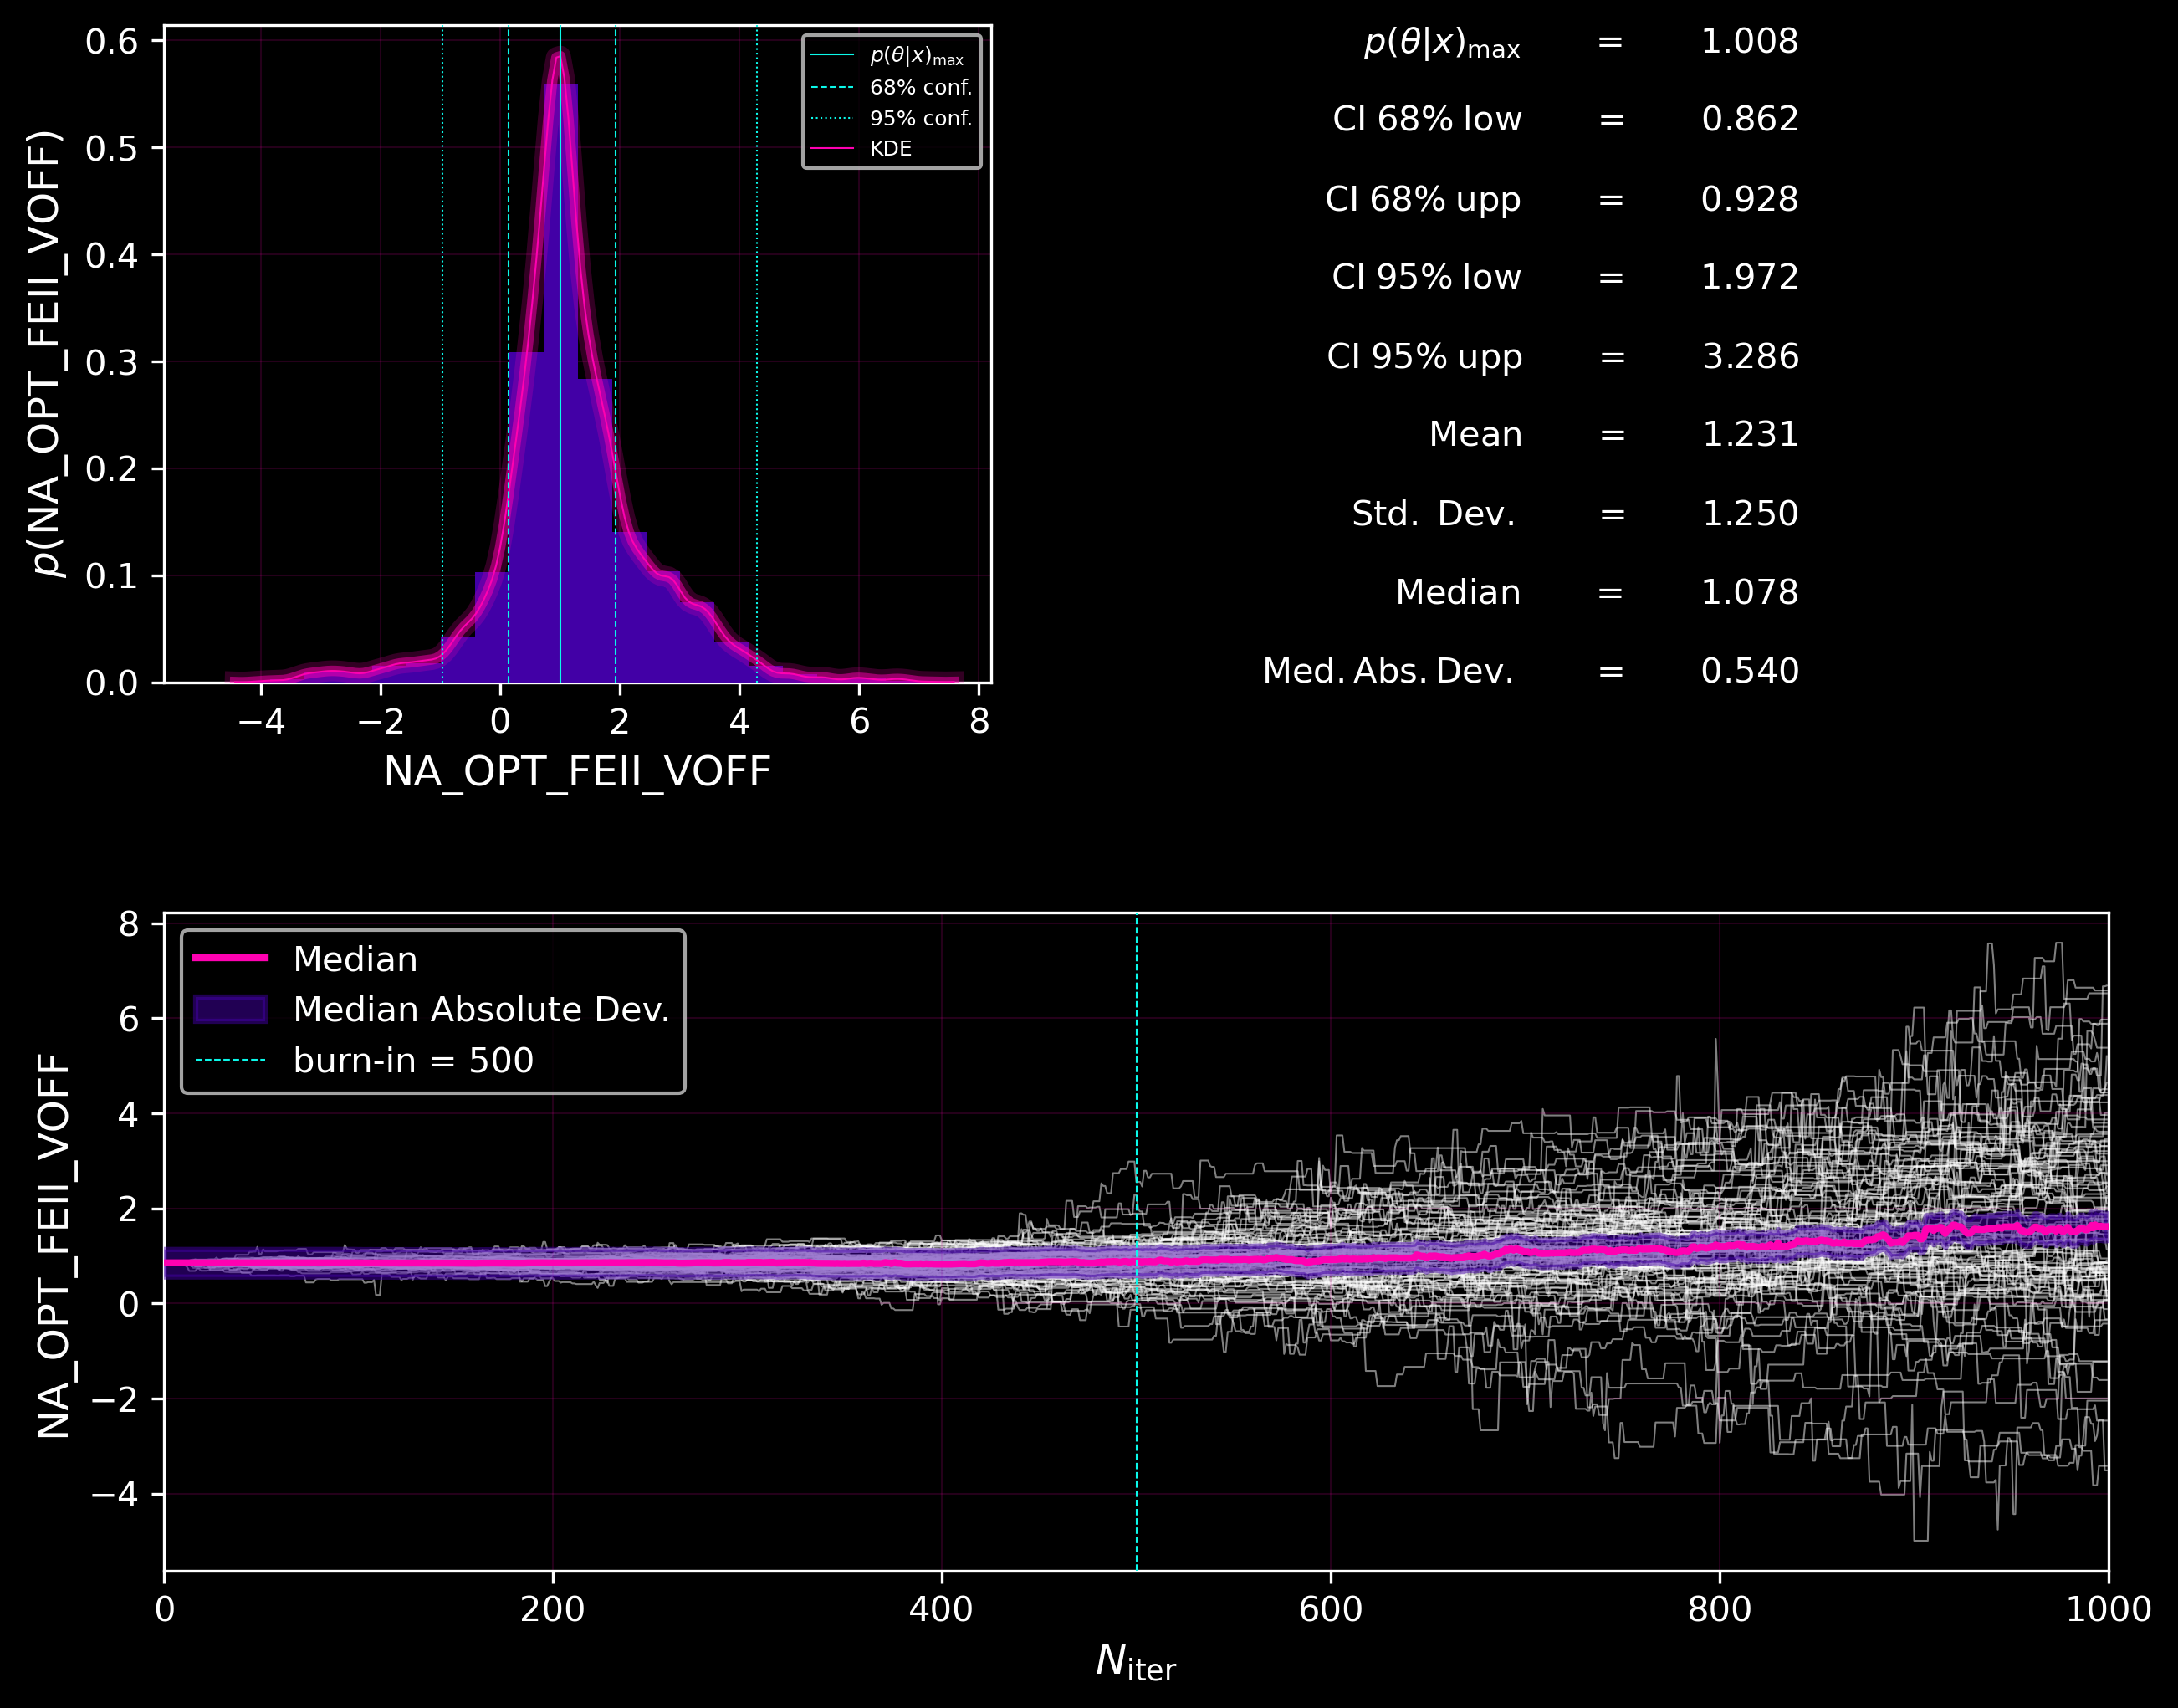 p(NA_OPT_FEII_VOFF)
0.6
0.5
0.4
0.3
0.2
0.1
0.0
−4 −2 0 2 4 6 8
NA_OPT_FEII_VOFF
p(θ|x)max
68% conf.
95% conf.
KDE
p(θ|x)max = 1.008
CI 68% low = 0.862
CI 68% upp = 0.928
CI 95% low = 1.972
CI 95% upp = 3.286
Mean = 1.231
Std. Dev. = 1.250
Median = 1.078
Med. Abs. Dev. = 0.540
NA_OPT_FEII_VOFF
8
6
4
2
0
−2
−4
Median
Median Absolute Dev.
burn-in = 500
0 200 400 600 800 1000
Niter